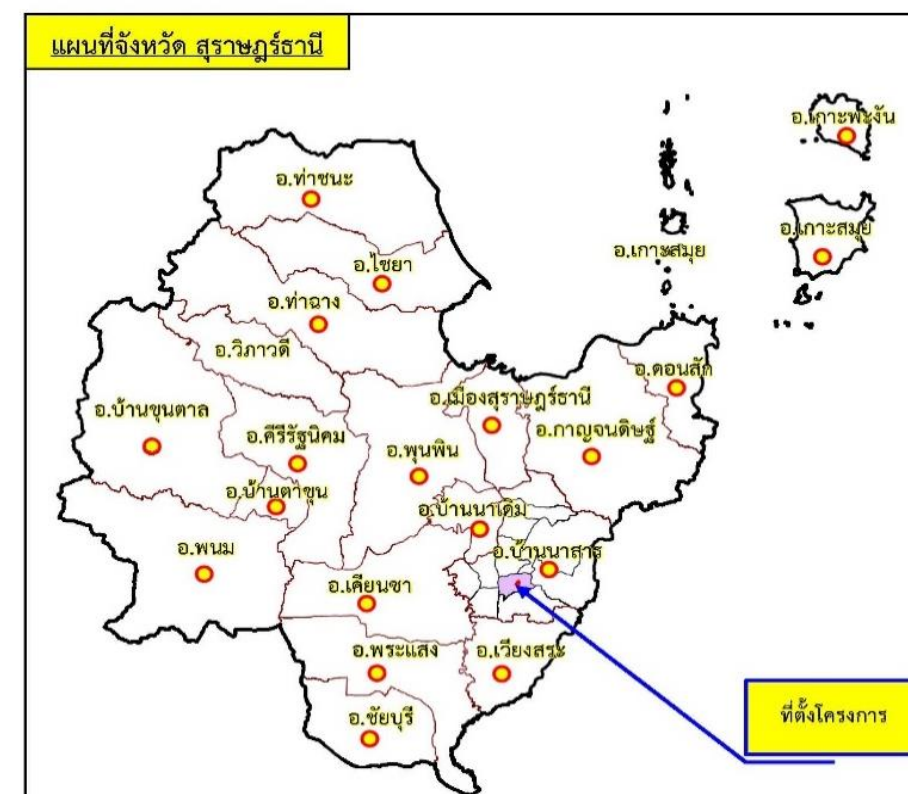 แผนที่จังหวัด สุราษฎร์ธานี
อ.เกาะพะงัน
อ.ท่าชนะ
อ.เกาะสมุย
อ.เกาะสมุย
อ.ไชยา
อ.ท่าฉาง
อ.วิภาวดี
อ.ดอนสัก
อ.เมืองสุราษฎร์ธานี
อ.บ้านขุนตาล
อ.คีรีรัฐนิคม
อ.กาญจนดิษฐ์
อ.พุนพิน
อ.บ้านตาขุน
อ.บ้านนาเดิม
อ.พนม
อ.บ้านนาสาร
อ.เคียนซา
อ.พระแสง
อ.เวียงสระ
อ.ชัยบุรี
ที่ตั้งโครงการ